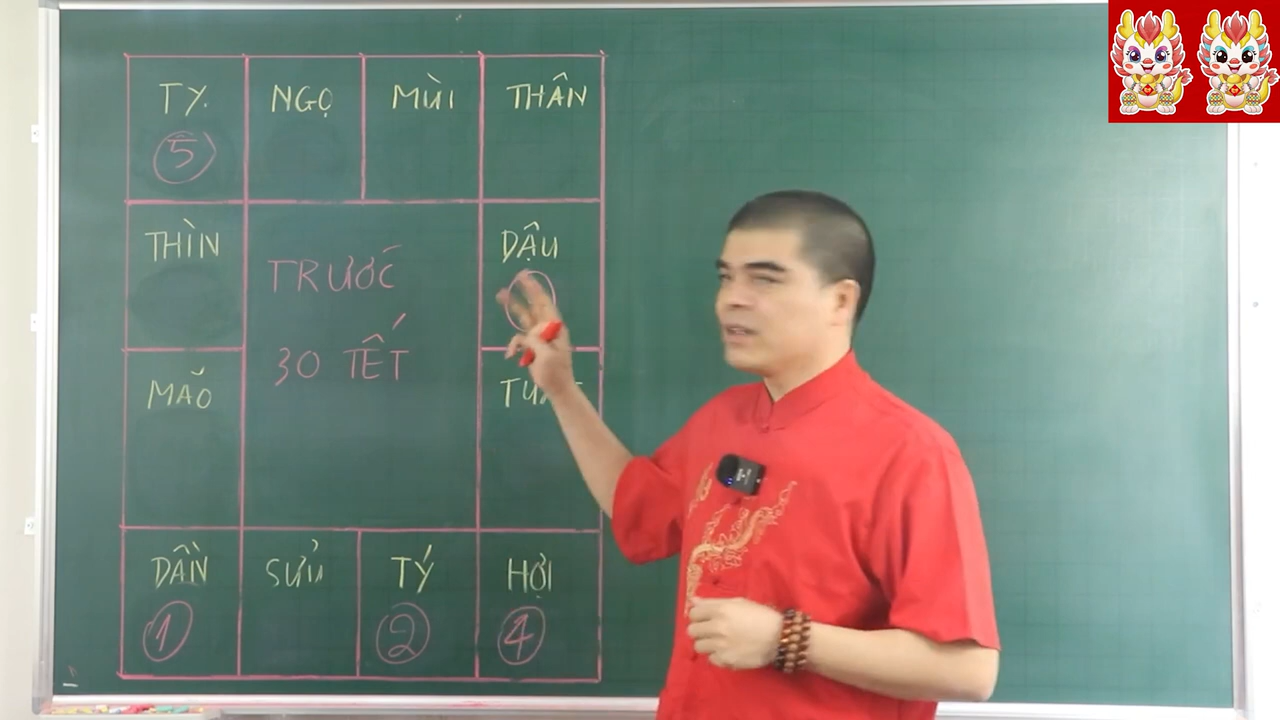 TỴ
NGỌ
MÙI
THÂN
5
THÌN
TRƯỚC
30 TẾT
DẬU
MÃO
DẦN
SỬU
TÝ
HỢI
1
2
4